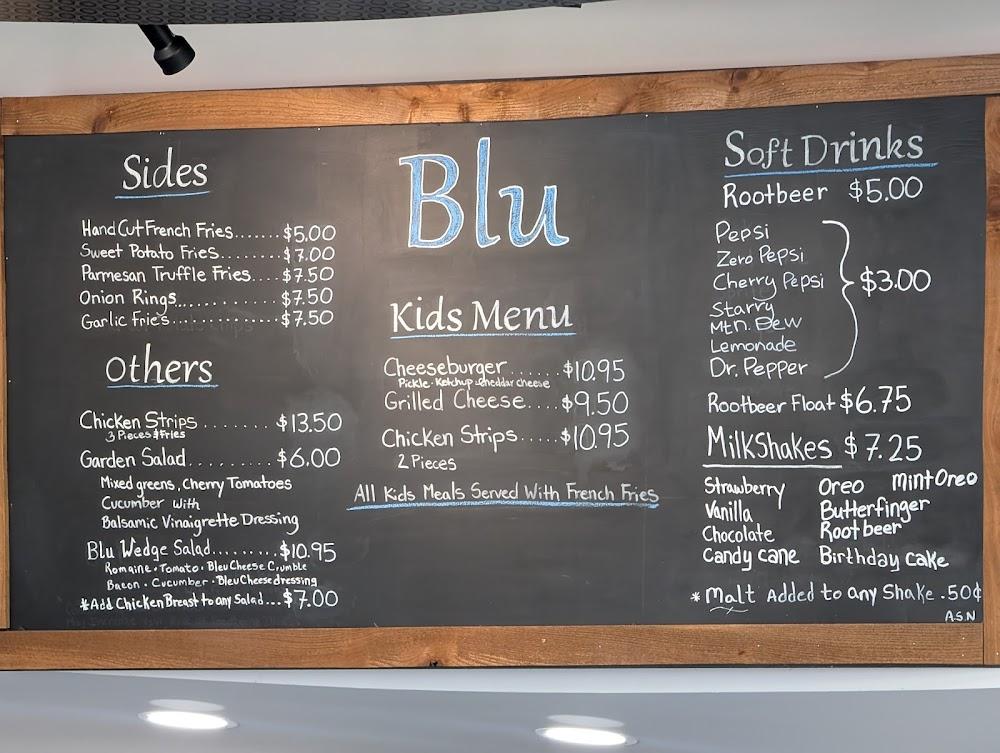 Sides
Hand Cut French Fries.......$5.00
Sweet Potato Fries........$7.00
Parmesan Truffle Fries....$7.50
Onion Rings..............$7.50
Garlic Fries..............$7.50
Others
Chicken Strips........$13.50
3 Pieces & Fries
Garden Salad.........$6.00
Mixed greens, Cherry Tomatoes
Cucumber with
Balsamic Vinaigrette Dressing
Blu Wedge Salad.........$10.95
Romaine • Tomato • Bleu Cheese Crumble
Bacon • Cucumber • Bleu Cheese dressing
*Add Chicken Breast to any Salad...$7.00
Blu
Kids Menu
Cheeseburger......$10.95
Pickle • Ketchup • cheddar cheese
Grilled Cheese....$9.50
Chicken Strips.....$10.95
2 Pieces
All Kids Meals Served With French Fries
Soft Drinks
Rootbeer $5.00
Pepsi
Zero Pepsi
Cherry Pepsi
$3.00
Starry
Mtn. Dew
Lemonade
Dr. Pepper
Rootbeer Float $6.75
MilkShakes $7.25
Strawberry Oreo mint Oreo
Vanilla Butterfinger
Chocolate Rootbeer
Candy cane Birthday Cake
*Malt Added to any Shake .50¢
A.S.N